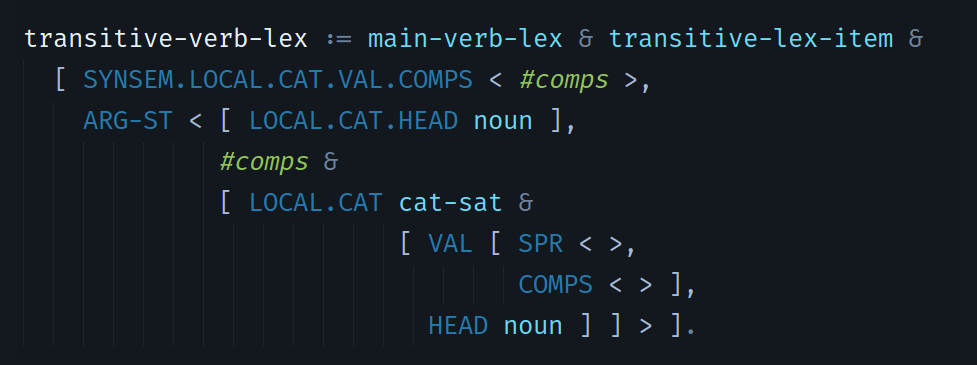 transitive-verb-lex := main-verb-lex & transitive-lex-item &
[ SYNSEM.LOCAL.CAT.VAL.COMPS < #comps >,
ARG-ST < [ LOCAL.CAT.HEAD noun ],
#comps &
[ LOCAL.CAT cat-sat &
[ VAL [ SPR < >,
COMPS < > ],
HEAD noun ] ] > ].